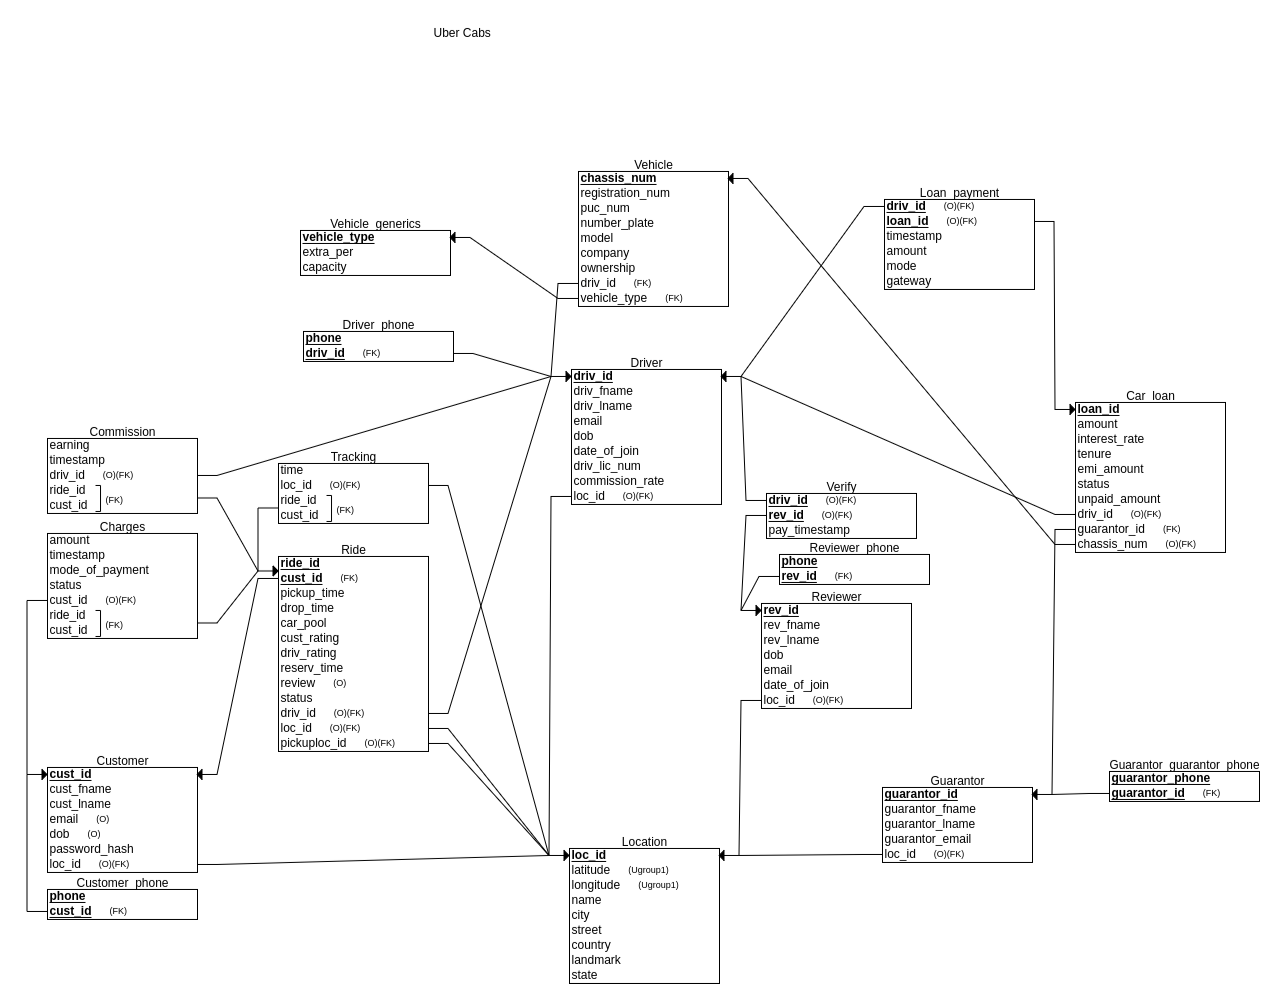 Uber Cabs
Vehicle
chassis_num
registration_num
puc_num
number_plate
model
company
ownership
driv_id (FK)
vehicle_type (FK)
Loan_payment
driv_id (O)(FK)
loan_id (O)(FK)
timestamp
amount
mode
gateway
Vehicle_generics
vehicle_type
extra_per
capacity
Driver_phone
phone
driv_id (FK)
Driver
driv_id
driv_fname
driv_lname
email
dob
date_of_join
driv_lic_num
commission_rate
loc_id (O)(FK)
Car_loan
loan_id
amount
interest_rate
tenure
emi_amount
status
unpaid_amount
driv_id (O)(FK)
guarantor_id (FK)
chassis_num (O)(FK)
Commission
earning
timestamp
driv_id (O)(FK)
ride_id
cust_id (FK)
Tracking
time
loc_id (O)(FK)
ride_id
cust_id (FK)
Verify
driv_id (O)(FK)
rev_id (O)(FK)
pay_timestamp
Charges
amount
timestamp
mode_of_payment
status
cust_id (O)(FK)
ride_id
cust_id (FK)
Ride
ride_id
cust_id (FK)
pickup_time
drop_time
car_pool
cust_rating
driv_rating
reserv_time
review (O)
status
driv_id (O)(FK)
loc_id (O)(FK)
pickuploc_id (O)(FK)
Reviewer_phone
phone
rev_id (FK)
Reviewer
rev_id
rev_fname
rev_lname
dob
email
date_of_join
loc_id (O)(FK)
Customer
cust_id
cust_fname
cust_lname
email (O)
dob (O)
password_hash
loc_id (O)(FK)
Guarantor
guarantor_id
guarantor_fname
guarantor_lname
guarantor_email
loc_id (O)(FK)
Guarantor_guarantor_phone
guarantor_phone
guarantor_id (FK)
Location
loc_id
latitude (Ugroup1)
longitude (Ugroup1)
name
city
street
country
landmark
state
Customer_phone
phone
cust_id (FK)